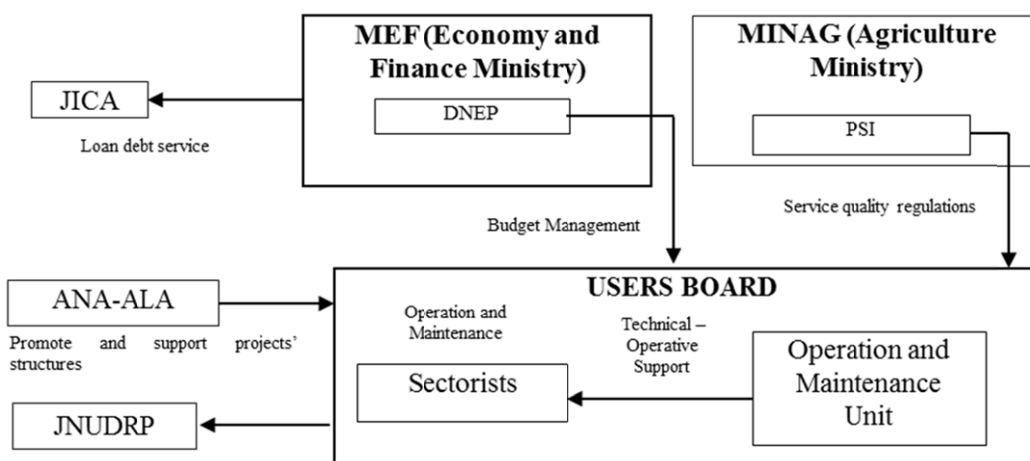 MEF (Economy and
Finance Ministry)
DNEP
MINAG (Agriculture
Ministry)
PSI
JICA
Loan debt service
Budget Management
Service quality regulations
ANA-ALA
Promote and support projects’
structures
JNUDRP
USERS BOARD
Operation and
Maintenance
Sectorists
Technical –
Operative
Support
Operation and
Maintenance
Unit